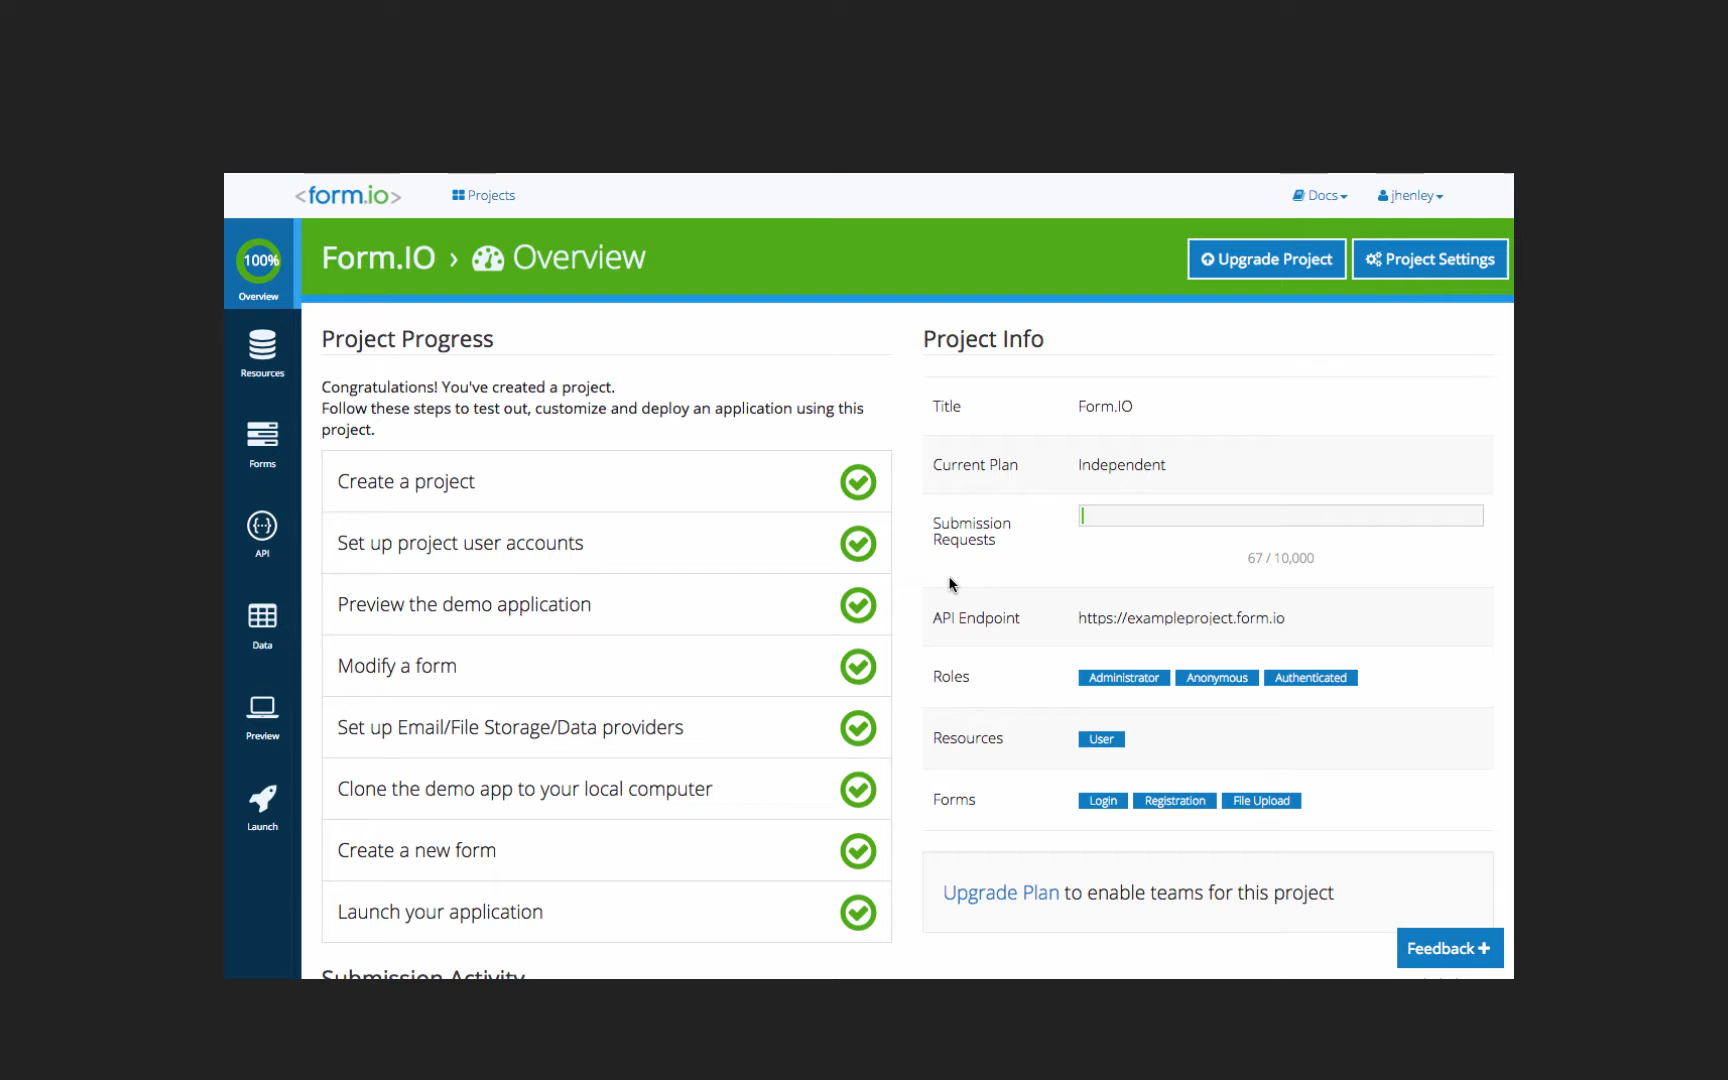 <form.io>
Projects
Docs
jhenley
100%
Overview
Form.IO › Overview
Upgrade Project
Project Settings
Resources
Forms
API
Data
Preview
Launch
Project Progress
Congratulations! You've created a project.
Follow these steps to test out, customize and deploy an application using this
project.
Create a project
Set up project user accounts
Preview the demo application
Modify a form
Set up Email/File Storage/Data providers
Clone the demo app to your local computer
Create a new form
Launch your application
Submission Activity
Project Info
Title Form.IO
Current Plan Independent
Submission
Requests
67 / 10,000
API Endpoint https://exampleproject.form.io
Roles Administrator Anonymous Authenticated
Resources User
Forms Login Registration File Upload
Upgrade Plan to enable teams for this project
Feedback +